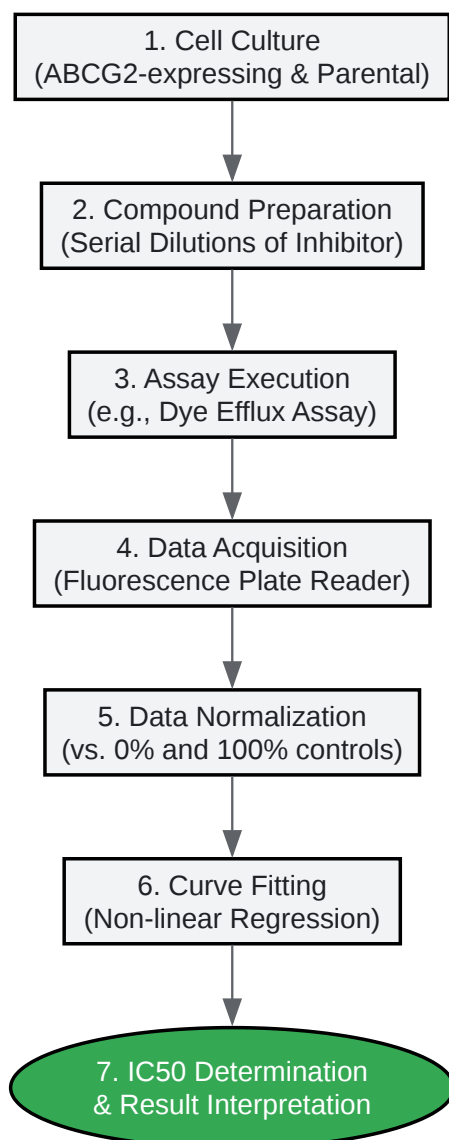 1. Cell Culture
(ABCG2-expressing & Parental)
2. Compound Preparation
(Serial Dilutions of Inhibitor)
3. Assay Execution
(e.g., Dye Efflux Assay)
4. Data Acquisition
(Fluorescence Plate Reader)
5. Data Normalization
(vs. 0% and 100% controls)
6. Curve Fitting
(Non-linear Regression)
7. IC50 Determination
& Result Interpretation